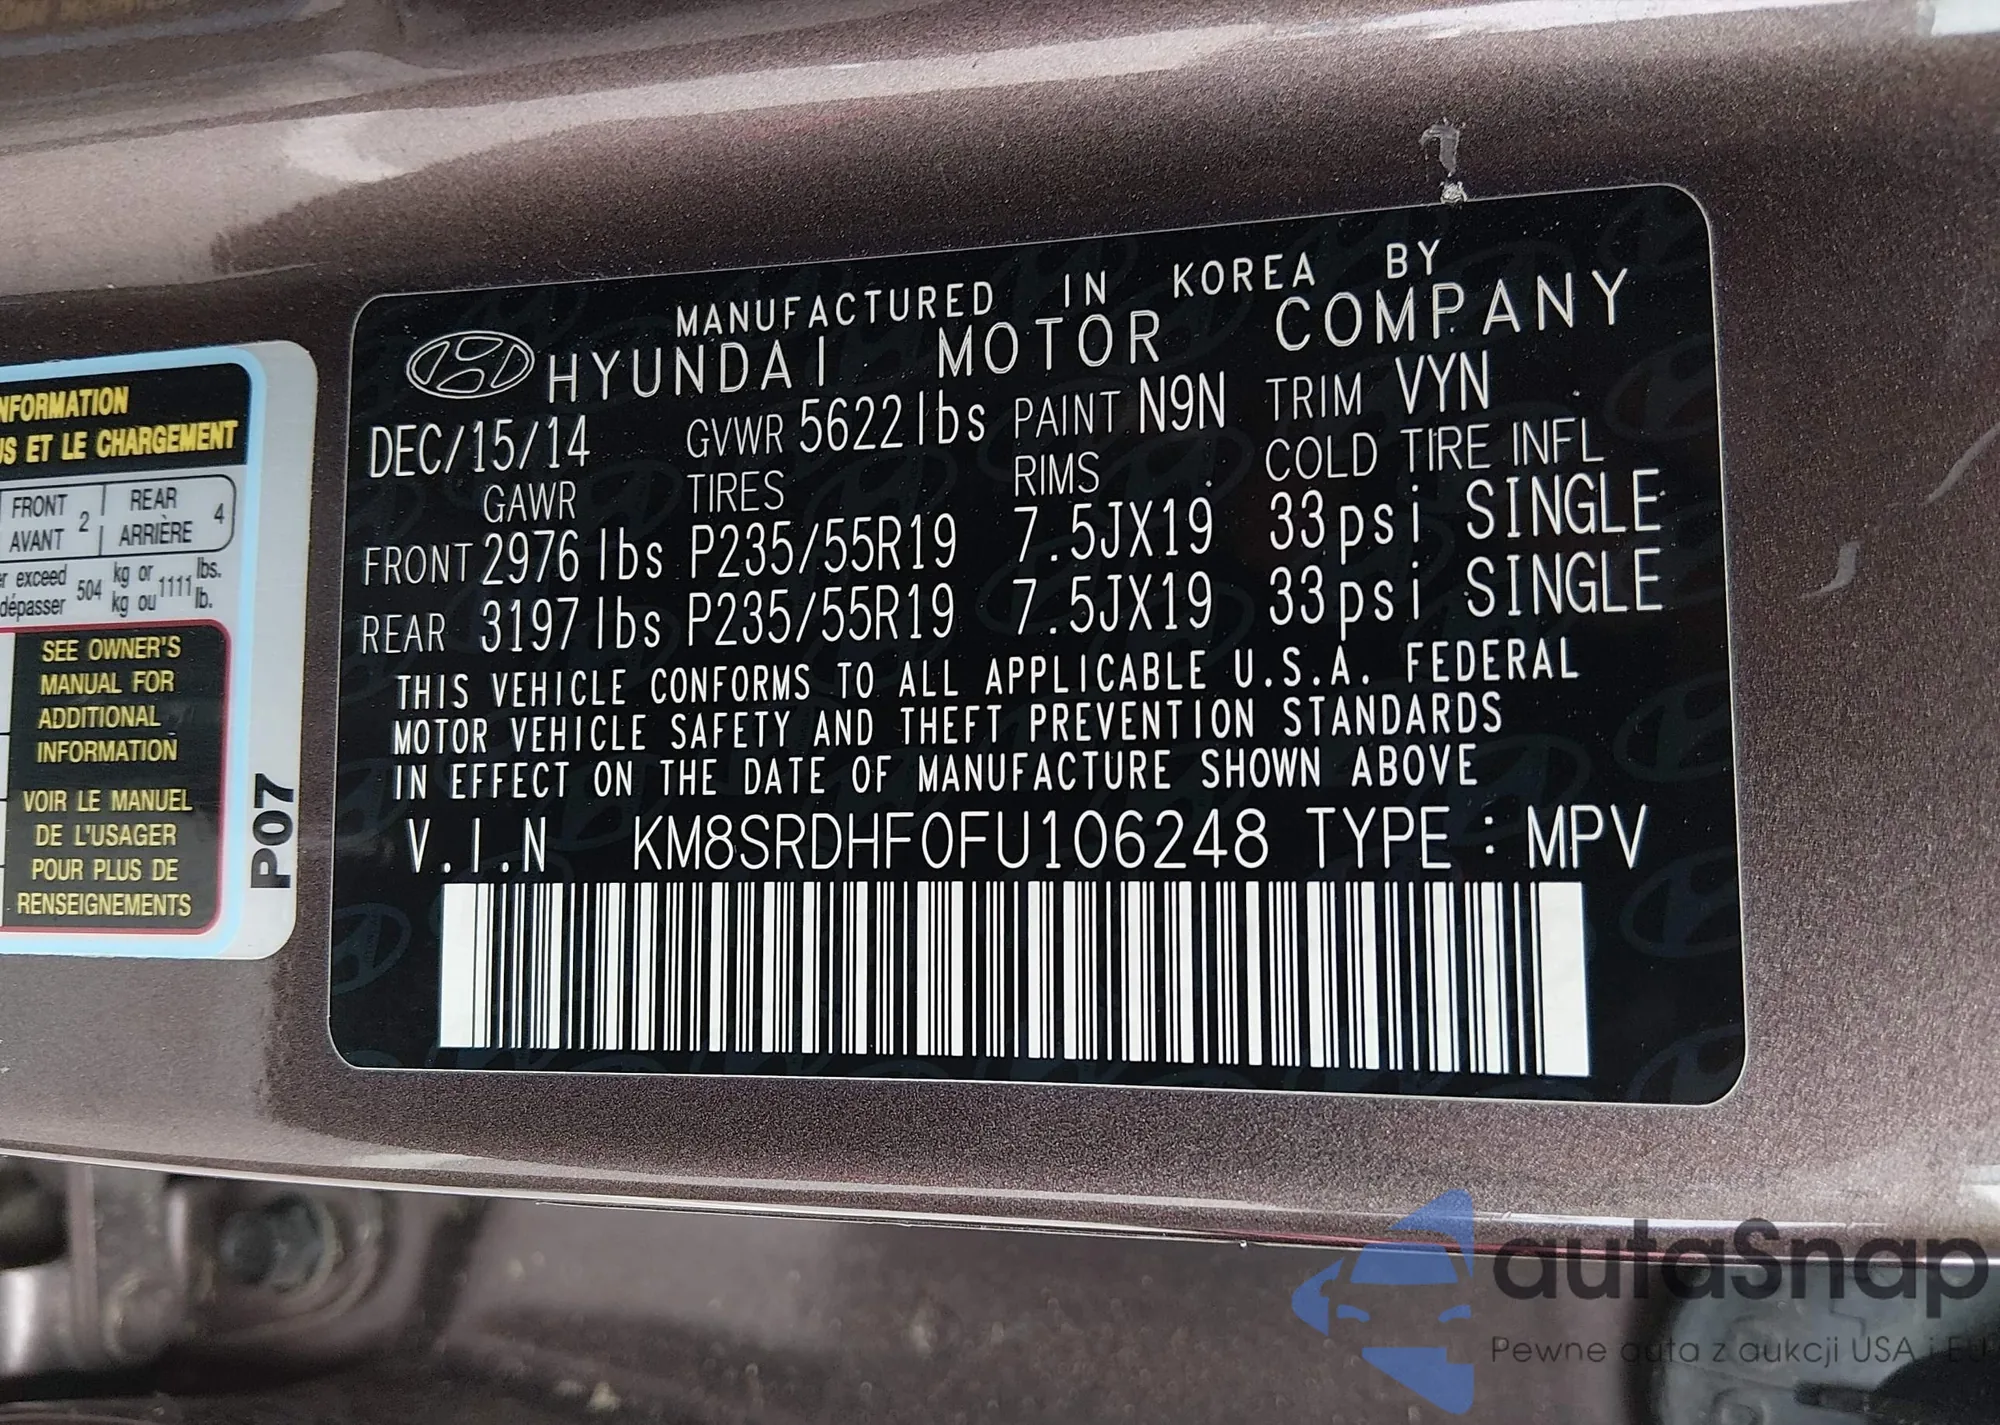 MANUFACTURED IN KOREA BY
HYUNDAI MOTOR COMPANY
DEC/15/14 GVWR 5622lbs PAINT N9N TRIM VYN
GAWR TIRES RIMS COLD TIRE INFL
FRONT 2976 lbs P235/55R19 7.5JX19 33psi SINGLE
REAR 3197 lbs P235/55R19 7.5JX19 33psi SINGLE
THIS VEHICLE CONFORMS TO ALL APPLICABLE U.S.A. FEDERAL
MOTOR VEHICLE SAFETY AND THEFT PREVENTION STANDARDS
IN EFFECT ON THE DATE OF MANUFACTURE SHOWN ABOVE
V.I.N KM8SRDHF0FU106248 TYPE : MPV
NFORMATION
US ET LE CHARGEMENT
FRONT 2 REAR 4
AVANT ARRIÈRE
r exceed 504 kg or 1111 lbs.
dépasser kg ou lb.
SEE OWNER'S
MANUAL FOR
ADDITIONAL
INFORMATION
VOIR LE MANUEL
DE L'USAGER
POUR PLUS DE
RENSEIGNEMENTS
P07
autaSnap
Pewne auta z aukcji USA i EU